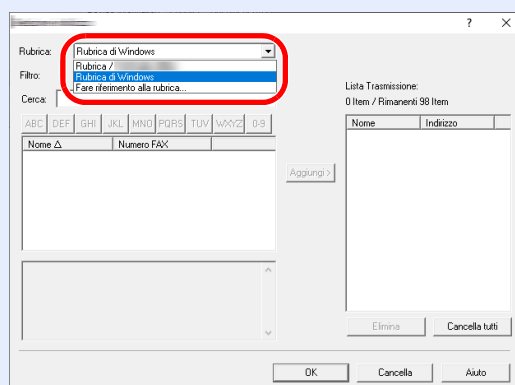 Rubrica: Rubrica di Windows
Rubrica /
Rubrica di Windows
Fare riferimento alla rubrica...
Filtro:
Cerca:
Lista Trasmissione:
0 Item / Rimanenti 98 Item
ABC DEF GHI JKL MNO PQRS TUV WXYZ 0-9
Nome Numero FAX
Nome Indirizzo
Aggiungi >
Elimina Cancella tutti
OK Cancella Aiuto